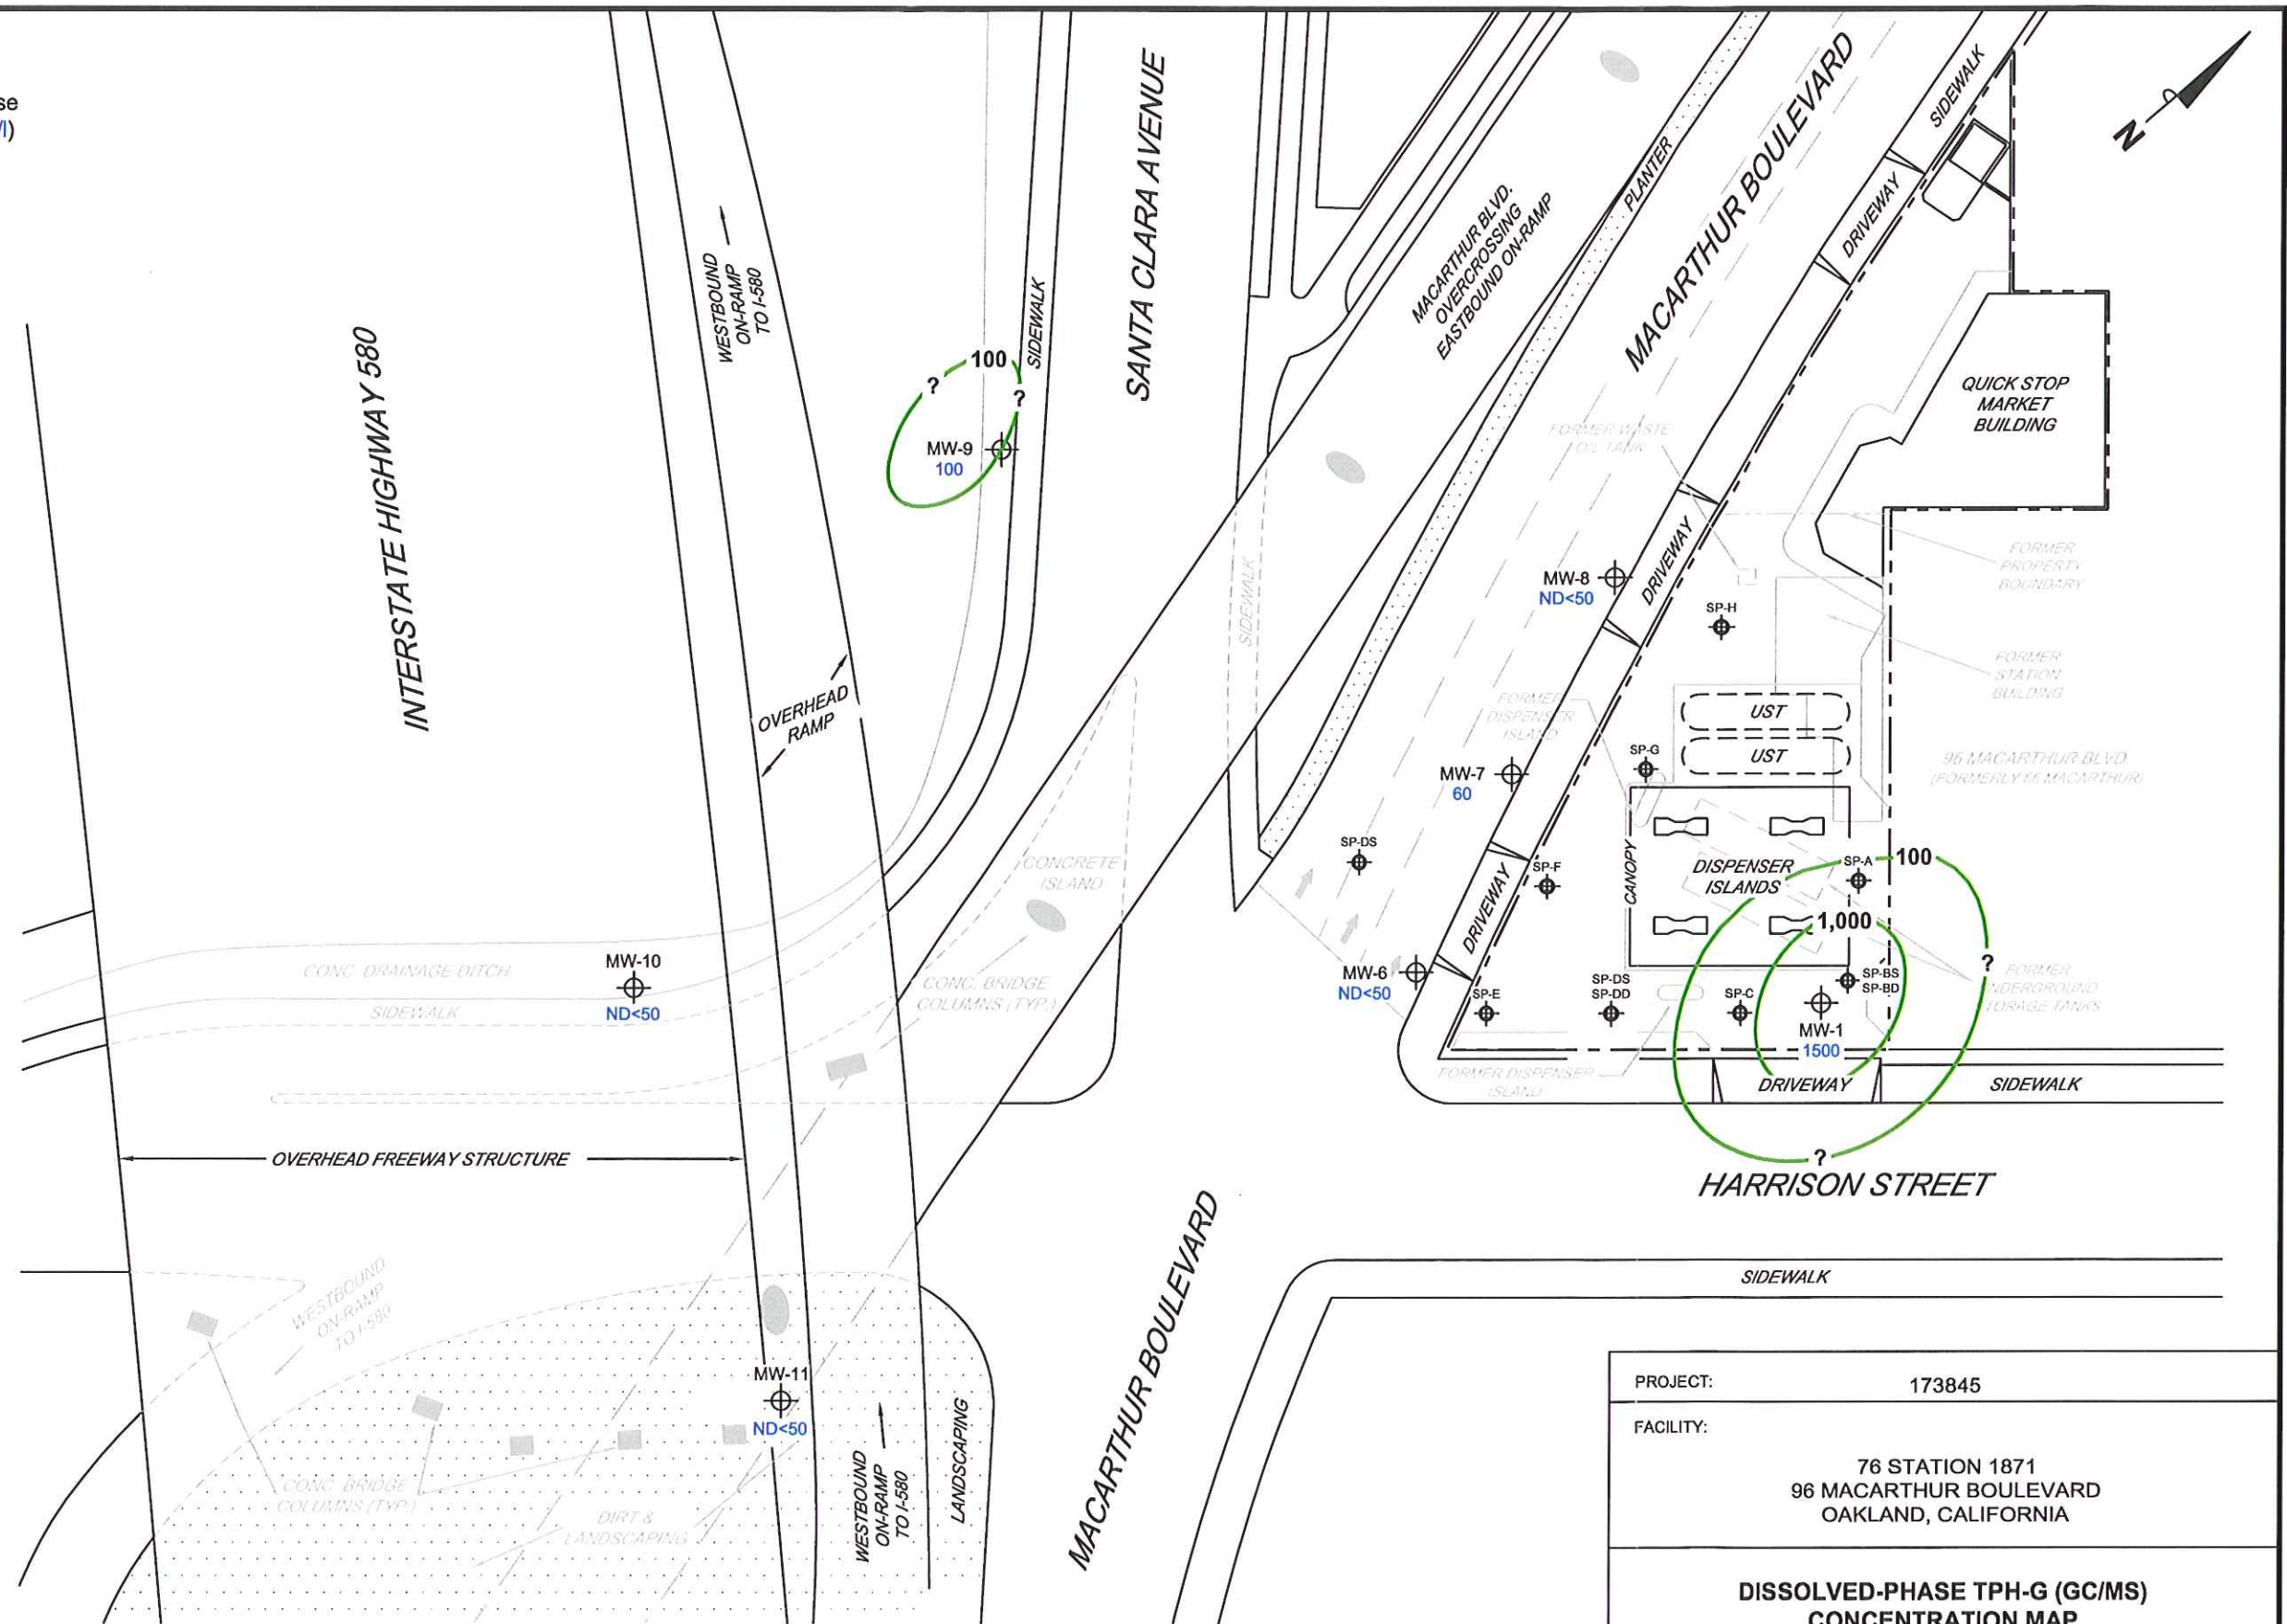 se
/l)
N
INTERSTATE HIGHWAY 580
WESTBOUND
ON-RAMP
TO I-580
100
?
?
SIDEWALK
MW-9
100
SANTA CLARA AVENUE
MACARTHUR BLVD.
OVERCROSSING
EASTBOUND ON-RAMP
PLANTER
MACARTHUR BOULEVARD
SIDEWALK
DRIVEWAY
QUICK STOP
MARKET
BUILDING
FORMER WASTE
OIL TANK
DRIVEWAY
FORMER
PROPERTY
BOUNDARY
MW-8
ND<50
SP-H
SIDEWALK
FORMER
STATION
BUILDING
OVERHEAD
RAMP
FORMER
DISPENSER
ISLAND
UST
UST
SP-G
MW-7
60
96 MACARTHUR BLVD.
(FORMERLY 66 MACARTHUR)
SP-DS
SP-F
CANOPY
DISPENSER
ISLANDS
SP-A
100
CONCRETE
ISLAND
DRIVEWAY
1,000
?
CONC. DRAINAGE DITCH
SIDEWALK
MW-10
ND<50
CONC. BRIDGE
COLUMNS (TYP.)
MW-6
ND<50
SP-E
SP-DS
SP-DD
SP-C
SP-BS
SP-BD
MW-1
1500
FORMER
UNDERGROUND
STORAGE TANKS
FORMER DISPENSER
ISLAND
DRIVEWAY
SIDEWALK
?
OVERHEAD FREEWAY STRUCTURE
HARRISON STREET
SIDEWALK
WESTBOUND
ON-RAMP
TO I-580
MACARTHUR BOULEVARD
MW-11
ND<50
CONC. BRIDGE
COLUMNS (TYP.)
DIRT &
LANDSCAPING
WESTBOUND
ON-RAMP
TO I-580
LANDSCAPING
PROJECT:
173845
FACILITY:
76 STATION 1871
96 MACARTHUR BOULEVARD
OAKLAND, CALIFORNIA
DISSOLVED-PHASE TPH-G (GC/MS)
CONCENTRATION MAP